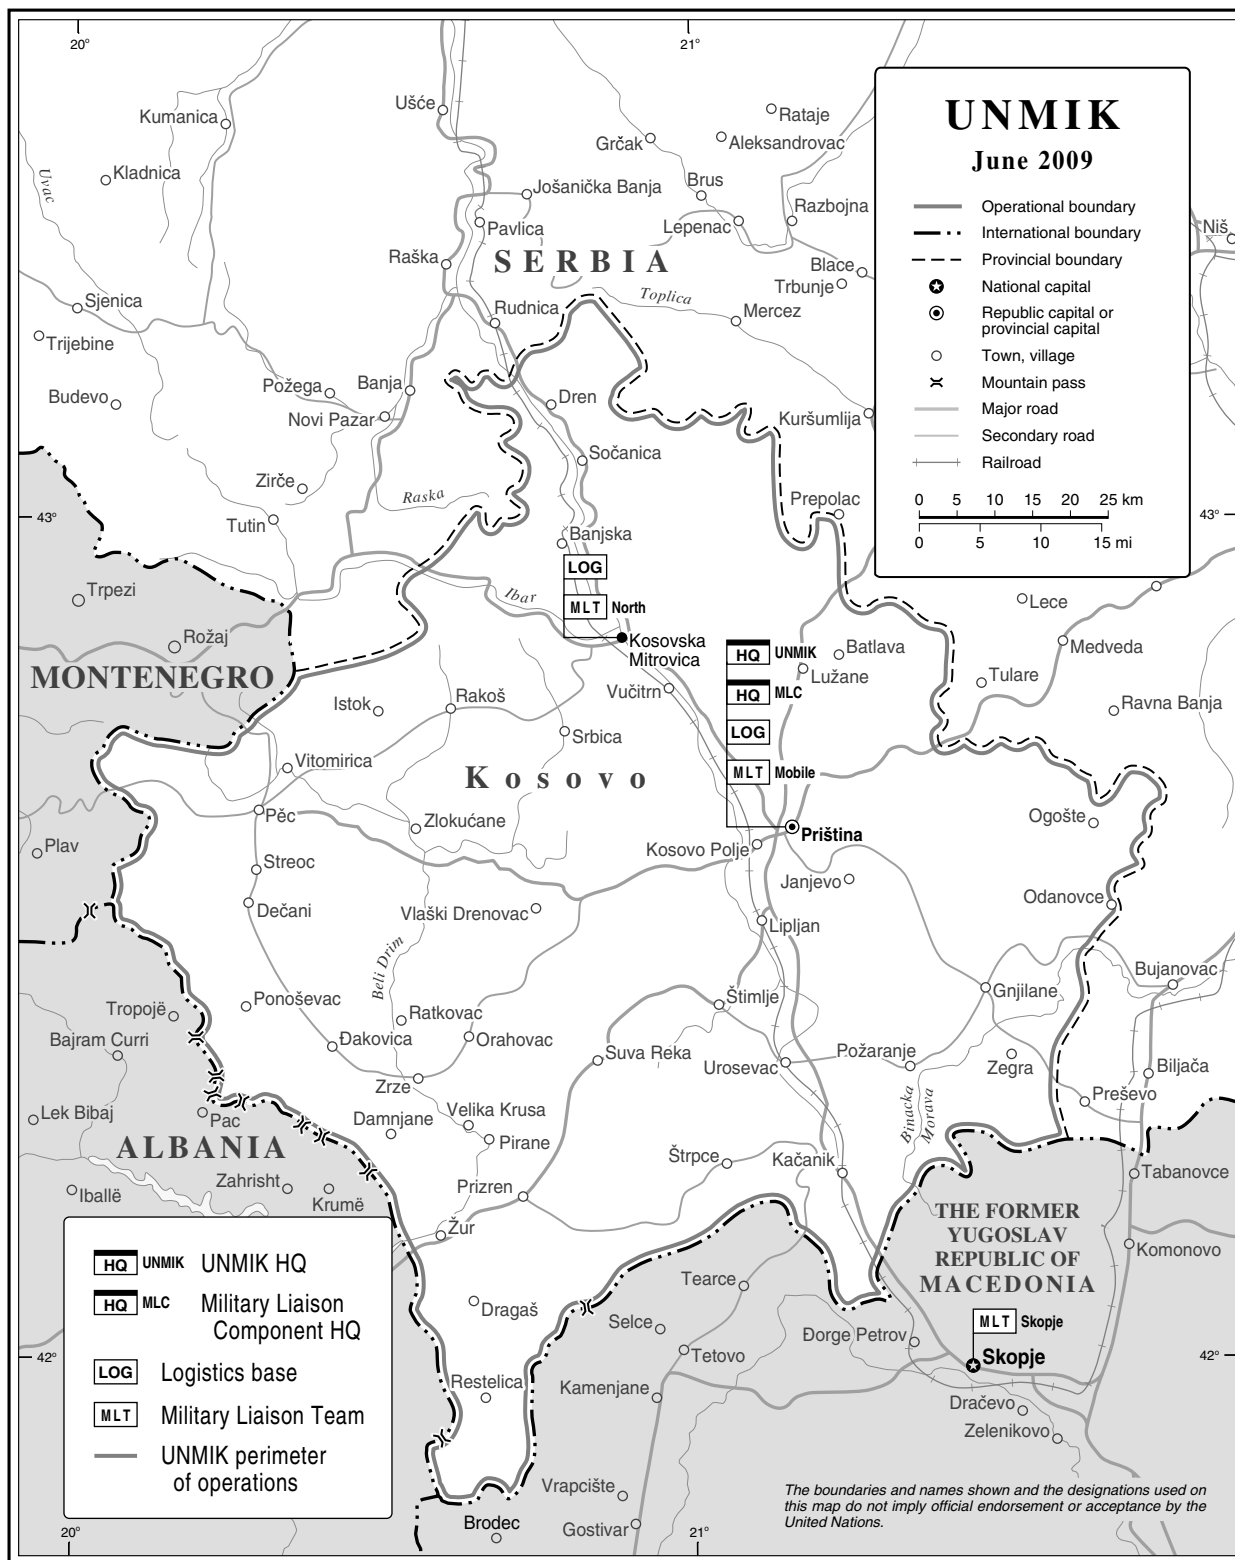 20°
21°
UNMIK
June 2009
Operational boundary
International boundary
Provincial boundary
National capital
Republic capital or
provincial capital
Town, village
Mountain pass
Major road
Secondary road
Railroad
0 5 10 15 20 25 km
0 5 10 15 mi
Ušće
Kumanica
Kladnica
Uvac
Rataje
Grčak
Aleksandrovac
Jošanička Banja
Brus
Razbojna
Pavlica
Lepenac
Niš
Raška
SERBIA
Blace
Trbunje
Sjenica
Toplica
Rudnica
Mercez
Trijebine
Požega
Banja
Budevo
Dren
Novi Pazar
Kuršumlija
Sočanica
Zirče
Raska
Prepolac
43°
43°
Tutin
Banjska
LOG
Trpezi
Ibar
MLT North
Lece
Rožaj
Kosovska
Mitrovica
HQ UNMIK
Batlava
Medveda
MONTENEGRO
Lužane
Tulare
Vučitrn
HQ MLC
Istok
Rakoš
Ravna Banja
LOG
Srbica
Vitomirica
Kosovo
MLT Mobile
Pěc
Zlokućane
Ogošte
Priština
Plav
Kosovo Polje
Streoc
Janjevo
Dečani
Vlaški Drenovac
Odanovce
Lipljan
Beli Drim
Bujanovac
Gnjilane
Ponoševac
Štimlje
Tropojë
Ratkovac
Bajram Curri
Đakovica
Orahovac
Suva Reka
Požaranje
Urosevac
Zegra
Biljača
Zrze
Preševo
Lek Bibaj
Pac
Damnjane
Velika Krusa
Binacka
Morava
ALBANIA
Pirane
Štrpce
Kačanik
Tabanovce
Iballë
Zahrisht
Krumë
Prizren
THE FORMER
YUGOSLAV
REPUBLIC OF
MACEDONIA
Žur
Komonovo
HQ UNMIK UNMIK HQ
HQ MLC Military Liaison
Component HQ
LOG Logistics base
MLT Military Liaison Team
UNMIK perimeter
of operations
Tearce
Dragaš
Selce
MLT Skopje
Đorge Petrov
Skopje
42°
42°
Tetovo
Restelica
Kamenjane
Dračevo
Zelenikovo
Vrapcište
The boundaries and names shown and the designations used on
this map do not imply official endorsement or acceptance by the
United Nations.
Brodec
Gostivar
20°
21°